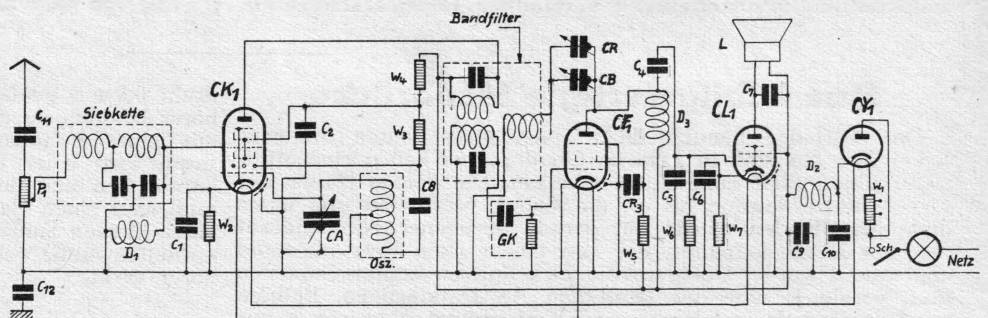 Bandfilter
Siebkette
C11
P1
D1
C12
CK1
C1
W2
C2
CA
Osz.
W4
W3
C8
GK
CR
CB
CF1
CR3
W5
C4
D3
C5
W6
C6
W7
CL1
L
C7
D2
C9
C10
CY1
W1
Sch.
Netz